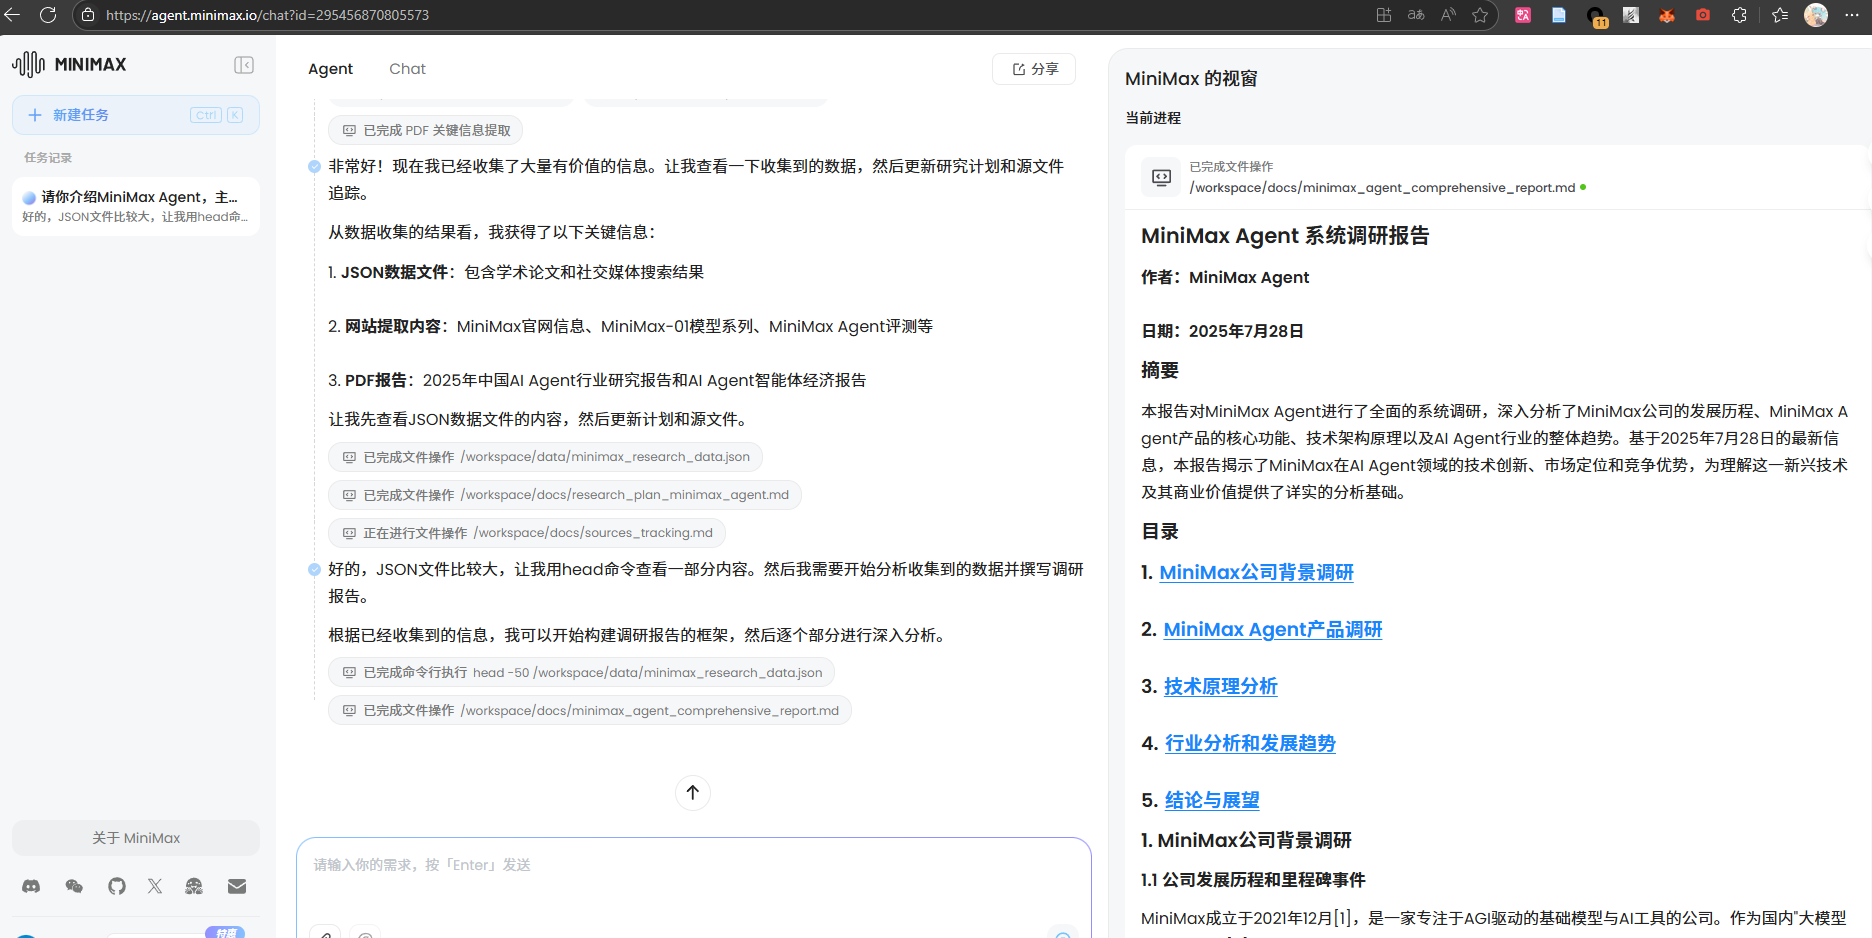 https://agent.minimax.io/chat?id=295456870805573
11
MINIMAX
新建任务 Ctrl K
任务记录
请你介绍MiniMax Agent，主...
好的，JSON文件比较大，让我用head命...
关于 MiniMax
特惠
Agent Chat
分享
已完成 PDF 关键信息提取
非常好！现在我已经收集了大量有价值的信息。让我查看一下收集到的数据，然后更新研究计划和源文件
追踪。
从数据收集的结果看，我获得了以下关键信息：
1. JSON数据文件：包含学术论文和社交媒体搜索结果
2. 网站提取内容：MiniMax官网信息、MiniMax-01模型系列、MiniMax Agent评测等
3. PDF报告：2025年中国AI Agent行业研究报告和AI Agent智能体经济报告
让我先查看JSON数据文件的内容，然后更新计划和源文件。
已完成文件操作 /workspace/data/minimax_research_data.json
已完成文件操作 /workspace/docs/research_plan_minimax_agent.md
正在进行文件操作 /workspace/docs/sources_tracking.md
好的，JSON文件比较大，让我用head命令查看一部分内容。然后我需要开始分析收集到的数据并撰写调研
报告。
根据已经收集到的信息，我可以开始构建调研报告的框架，然后逐个部分进行深入分析。
已完成命令行执行 head -50 /workspace/data/minimax_research_data.json
已完成文件操作 /workspace/docs/minimax_agent_comprehensive_report.md
请输入你的需求，按「Enter」发送
MiniMax 的视窗
当前进程
已完成文件操作
/workspace/docs/minimax_agent_comprehensive_report.md
MiniMax Agent 系统调研报告
作者：MiniMax Agent
日期：2025年7月28日
摘要
本报告对MiniMax Agent进行了全面的系统调研，深入分析了MiniMax公司的发展历程、MiniMax A
gent产品的核心功能、技术架构原理以及AI Agent行业的整体趋势。基于2025年7月28日的最新信
息，本报告揭示了MiniMax在AI Agent领域的技术创新、市场定位和竞争优势，为理解这一新兴技术
及其商业价值提供了详实的分析基础。
目录
1. MiniMax公司背景调研
2. MiniMax Agent产品调研
3. 技术原理分析
4. 行业分析和发展趋势
5. 结论与展望
1. MiniMax公司背景调研
1.1 公司发展历程和里程碑事件
MiniMax成立于2021年12月[1]，是一家专注于AGI驱动的基础模型与AI工具的公司。作为国内"大模型